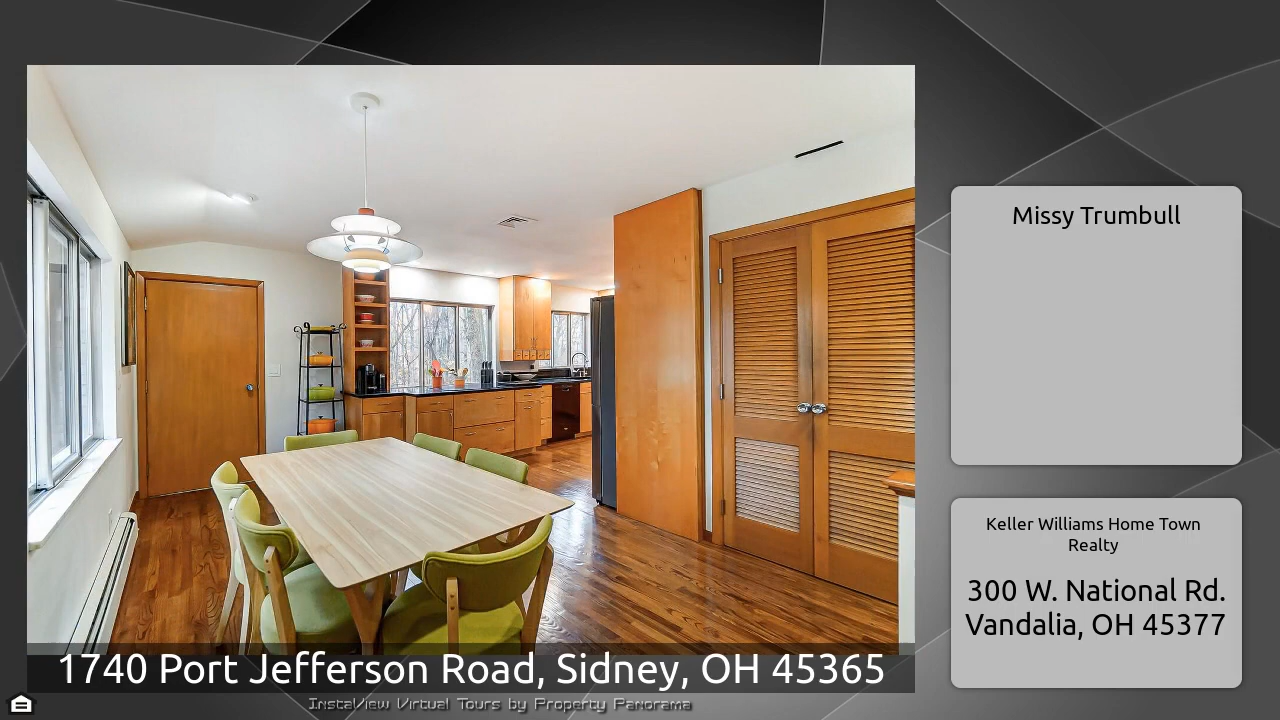 Missy Trumbull
Keller Williams Home Town
Realty
300 W. National Rd.
Vandalia, OH 45377
1740 Port Jefferson Road, Sidney, OH 45365
InstaView Virtual Tours by Property Panorama